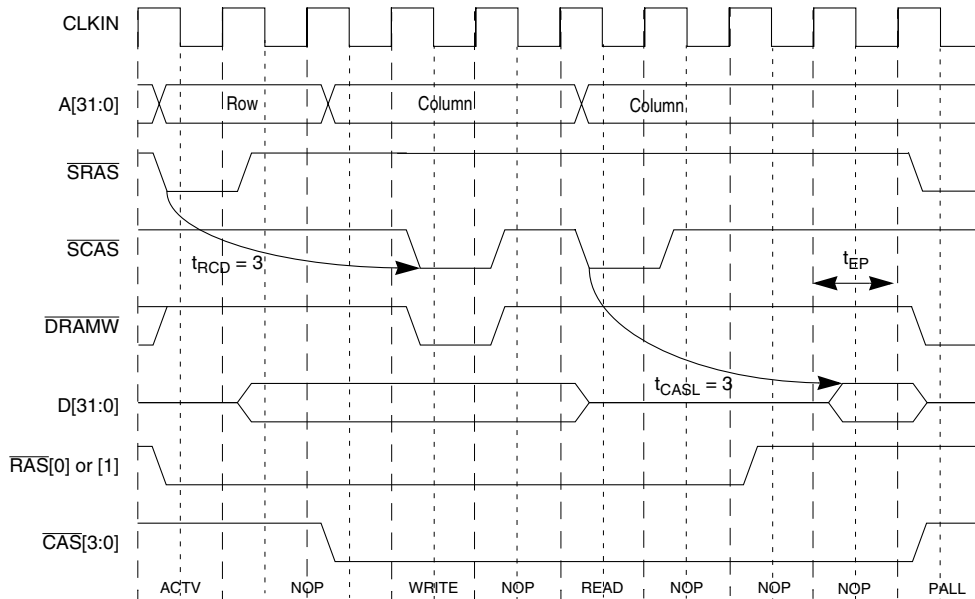 CLKIN
A[31:0]
Row
Column
Column
SRAS
SCAS
tRCD = 3
tEP
DRAMW
tCASL = 3
D[31:0]
RAS[0] or [1]
CAS[3:0]
ACTV NOP WRITE NOP READ NOP NOP NOP PALL